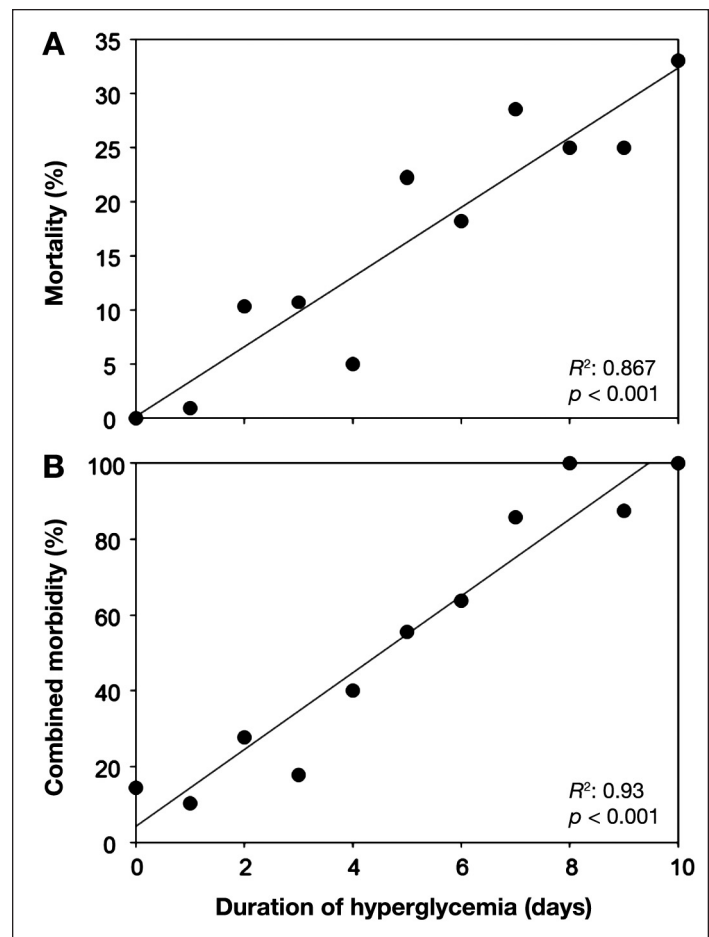 A
35
30
25
20
15
10
5
0
Mortality (%)
R²: 0.867
p < 0.001
B
100
80
60
40
20
0
Combined morbidity (%)
R²: 0.93
p < 0.001
0 2 4 6 8 10
Duration of hyperglycemia (days)